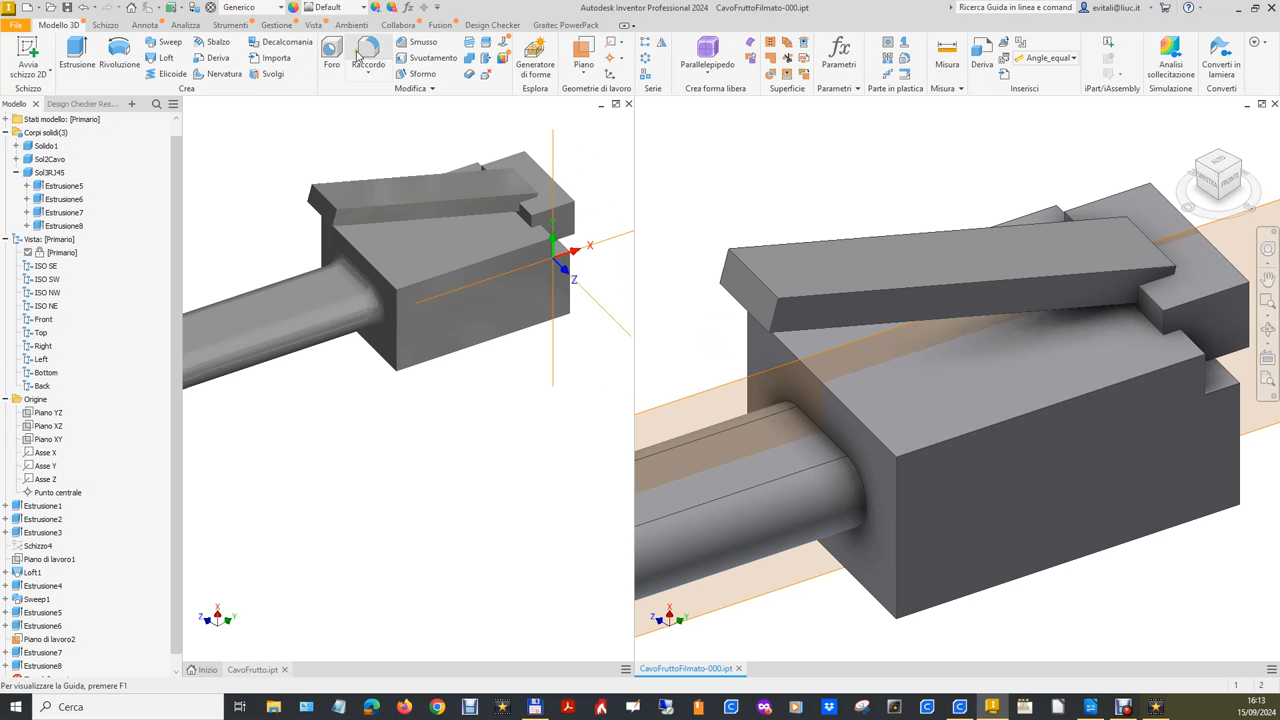 Generico
Default
Autodesk Inventor Professional 2024   CavoFruttoFilmato-000.ipt
Ricerca Guida in linea e comandi
evitali@liuc.it
File
Modello 3D
Schizzo
Annota
Analizza
Strumenti
Gestione
Vista
Ambienti
Collabora
Fusion
Design Checker
Graitec PowerPack
Avvia
schizzo 2D
Estrusione
Rivoluzione
Sweep
Loft
Elicoide
Sbalzo
Deriva
Nervatura
Decalcomania
Importa
Svolgi
Crea
Foro
Raccordo
Smusso
Svuotamento
Sformo
Modifica
Generatore
di forme
Esplora
Piano
Geometrie di lavoro
Serie
Parallelepipedo
Crea forma libera
Superficie
Parametri
Parametri
Parte in plastica
Misura
Misura
Deriva
Angle_equal
Inserisci
iPart/iAssembly
Analisi
sollecitazione
Simulazione
Converti in
lamiera
Converti
Modello
Design Checker Res...
Stati modello: [Primario]
Corpi solidi(3)
Solido1
Sol2Cavo
Sol3RJ45
Estrusione5
Estrusione6
Estrusione7
Estrusione8
Vista: [Primario]
[Primario]
ISO SE
ISO SW
ISO NW
ISO NE
Front
Top
Right
Left
Bottom
Back
Origine
Piano YZ
Piano XZ
Piano XY
Asse X
Asse Y
Asse Z
Punto centrale
Estrusione1
Estrusione2
Estrusione3
Schizzo4
Piano di lavoro1
Loft1
Estrusione4
Sweep1
Estrusione5
Estrusione6
Piano di lavoro2
Estrusione7
Estrusione8
Y
X
Z
X
Z
Y
X
Z
Y
ALTO
SINISTRA
FRONTE
Inizio
CavoFrutto.ipt
CavoFruttoFilmato-000.ipt
Per visualizzare la Guida, premere F1
1
2
Cerca
16:13
15/09/2024